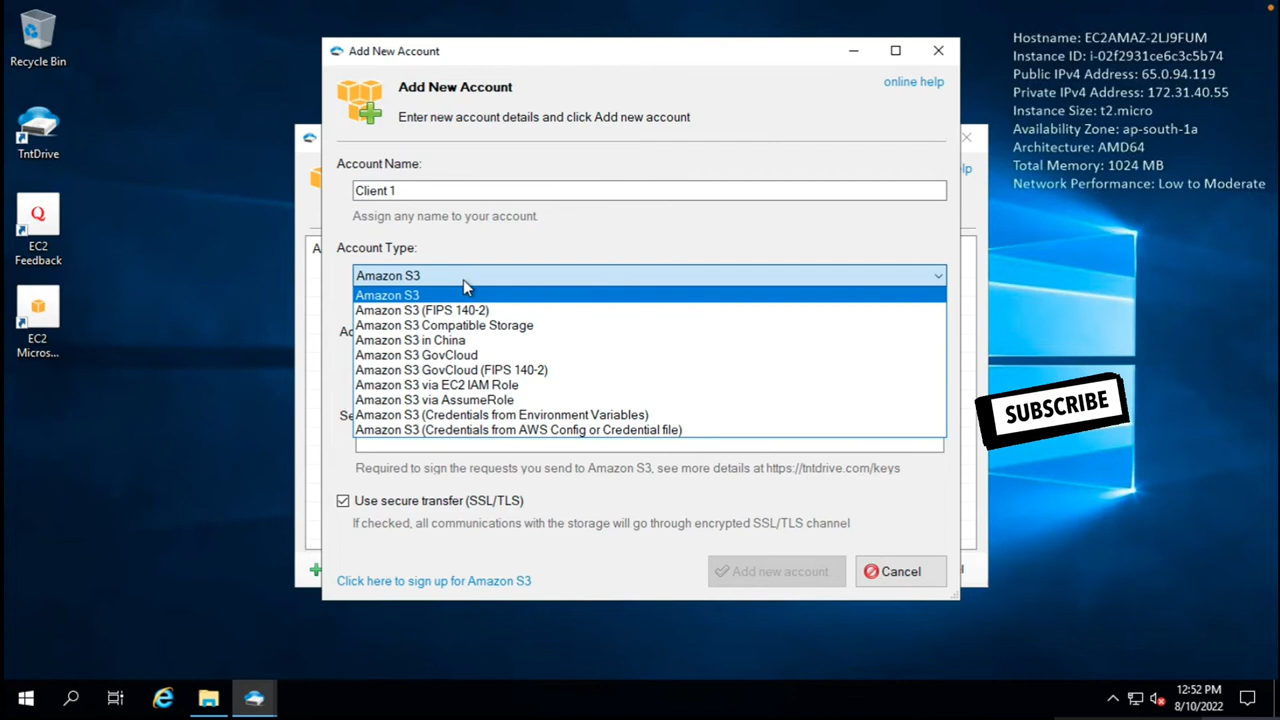 Recycle Bin
TntDrive
EC2
Feedback
EC2
Micros...
Hostname: EC2AMAZ-2LJ9FUM
Instance ID: i-02f2931ce6c3c5b74
Public IPv4 Address: 65.0.94.119
Private IPv4 Address: 172.31.40.55
Instance Size: t2.micro
Availability Zone: ap-south-1a
Architecture: AMD64
Total Memory: 1024 MB
Network Performance: Low to Moderate
Add New Account
Add New Account
online help
Enter new account details and click Add new account
Account Name:
Client 1
Assign any name to your account.
Account Type:
Amazon S3
Amazon S3
Amazon S3 (FIPS 140-2)
Amazon S3 Compatible Storage
Amazon S3 in China
Amazon S3 GovCloud
Amazon S3 GovCloud (FIPS 140-2)
Amazon S3 via EC2 IAM Role
Amazon S3 via AssumeRole
Amazon S3 (Credentials from Environment Variables)
Amazon S3 (Credentials from AWS Config or Credential file)
Required to sign the requests you send to Amazon S3, see more details at https://tntdrive.com/keys
Use secure transfer (SSL/TLS)
If checked, all communications with the storage will go through encrypted SSL/TLS channel
Click here to sign up for Amazon S3
Add new account
Cancel
SUBSCRIBE
12:52 PM
8/10/2022